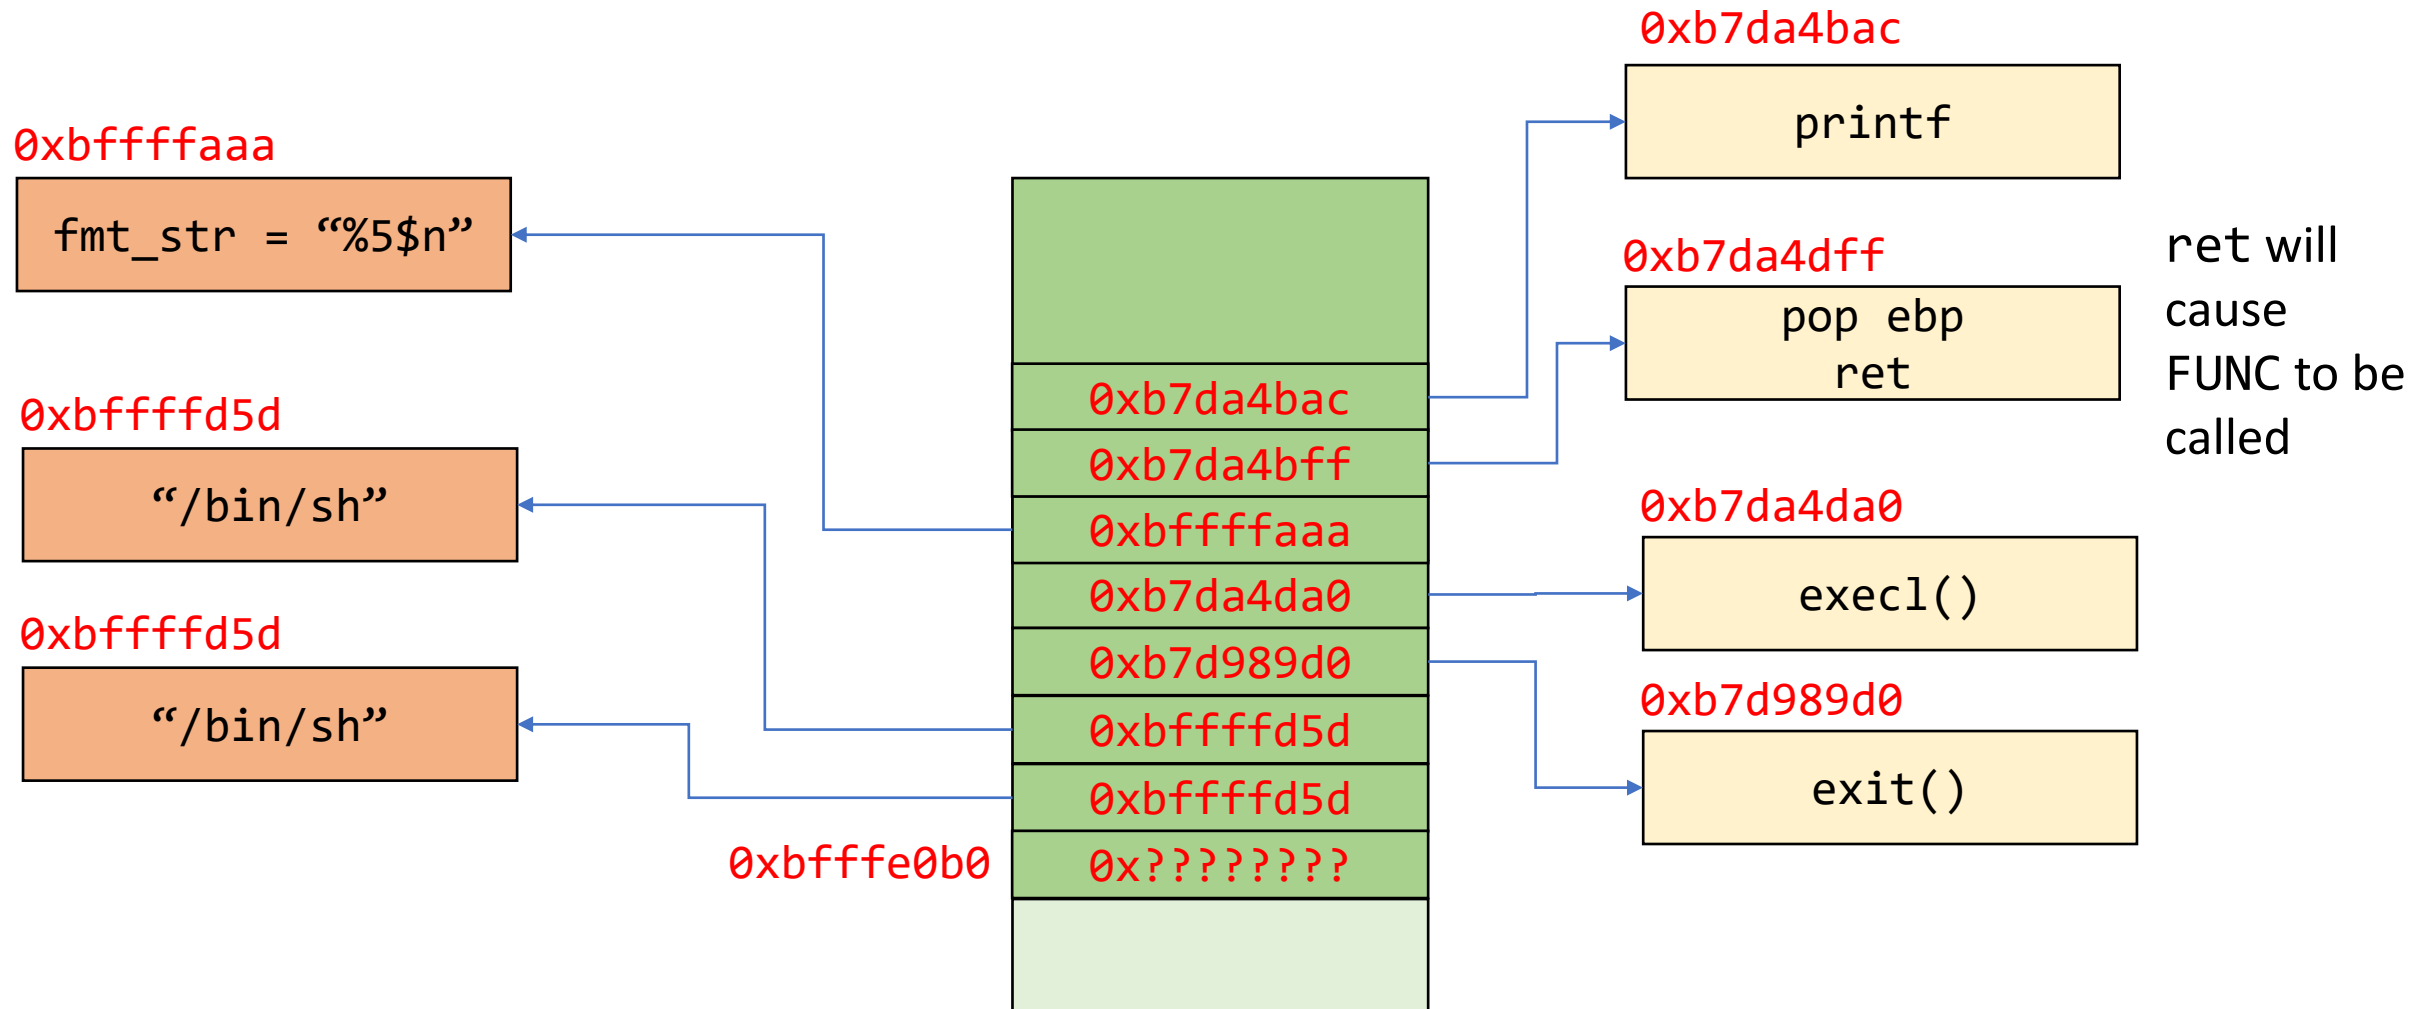 0xbffffaaa
fmt_str = “%5$n”
0xbffffd5d
“/bin/sh”
0xbffffd5d
“/bin/sh”
0xb7da4bac
0xb7da4bff
0xbffffaaa
0xb7da4da0
0xb7d989d0
0xbffffd5d
0xbffffd5d
0xbfffe0b0
0x????????
0xb7da4bac
printf
0xb7da4dff
pop ebp
ret
0xb7da4da0
execl()
0xb7d989d0
exit()
ret will
cause
FUNC to be
called